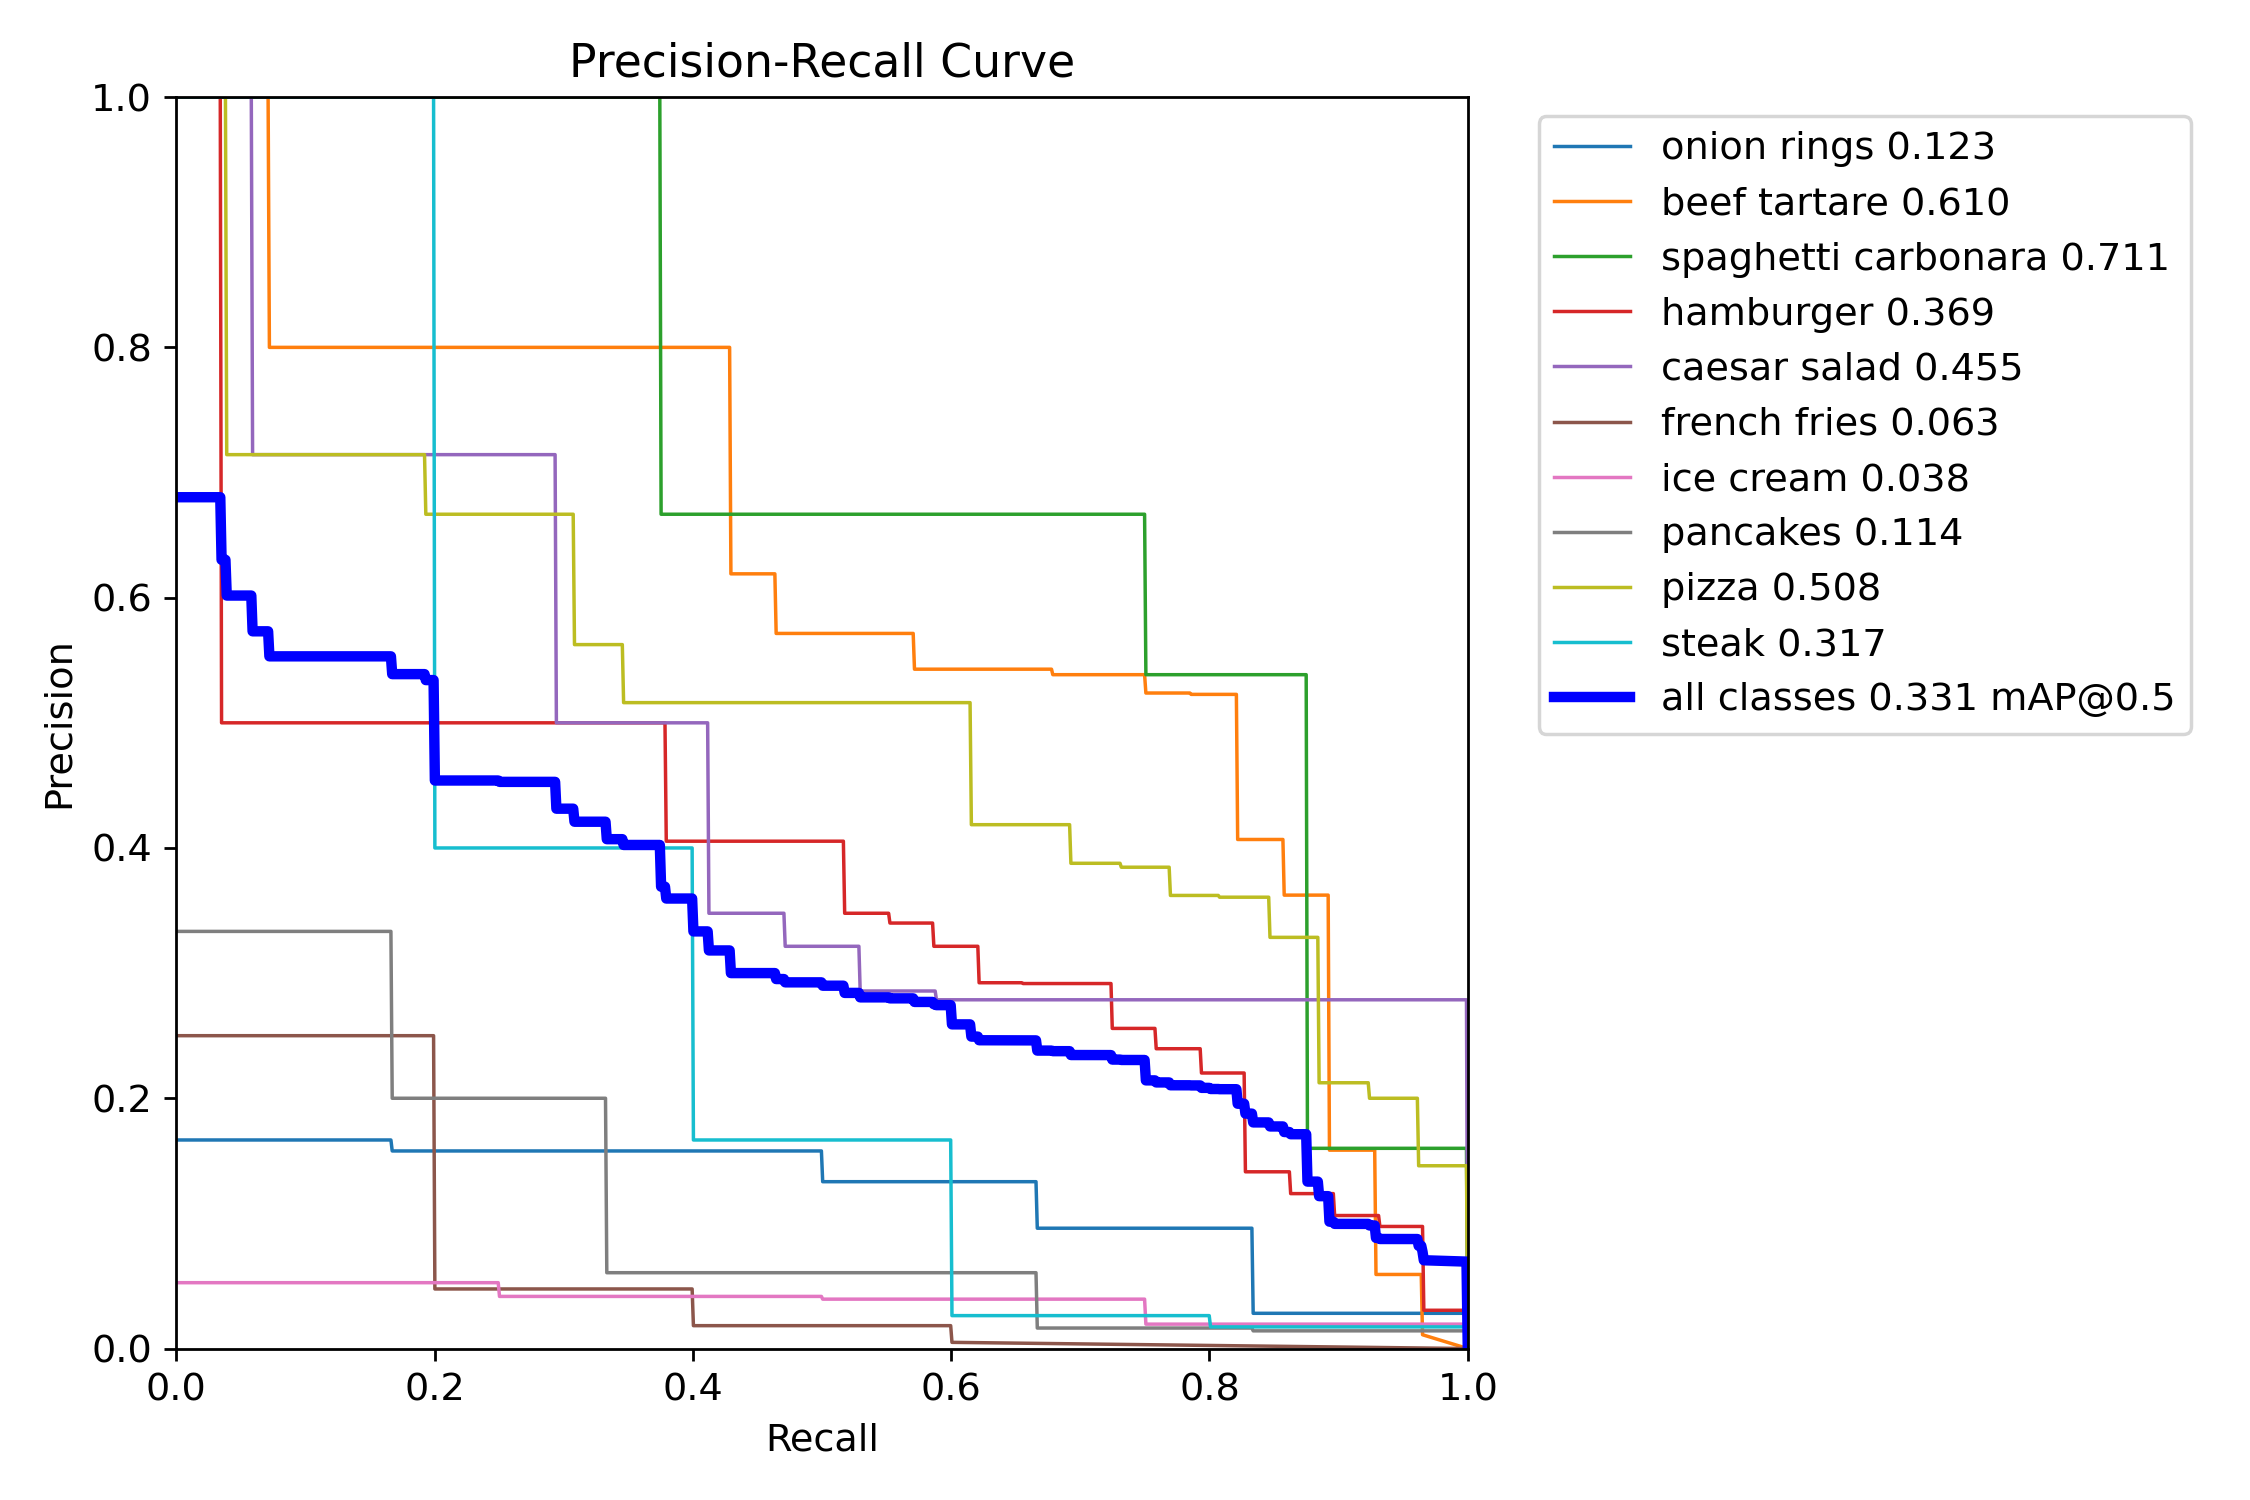 Precision-Recall Curve
1.0
0.8
0.6
0.4
0.2
0.0
Precision
0.0 0.2 0.4 0.6 0.8 1.0
Recall
onion rings 0.123
beef tartare 0.610
spaghetti carbonara 0.711
hamburger 0.369
caesar salad 0.455
french fries 0.063
ice cream 0.038
pancakes 0.114
pizza 0.508
steak 0.317
all classes 0.331 mAP@0.5